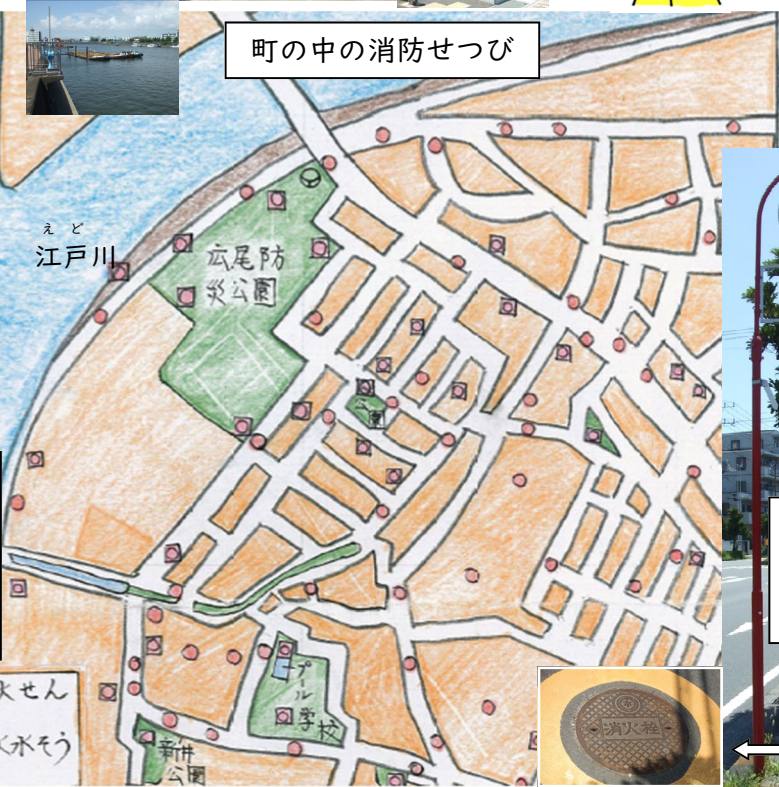 町の中の消防せつび
えど
江戸川
広尾防
災公園
公
園
プール
学校
新井
公園
火せん
火水そう
消火栓